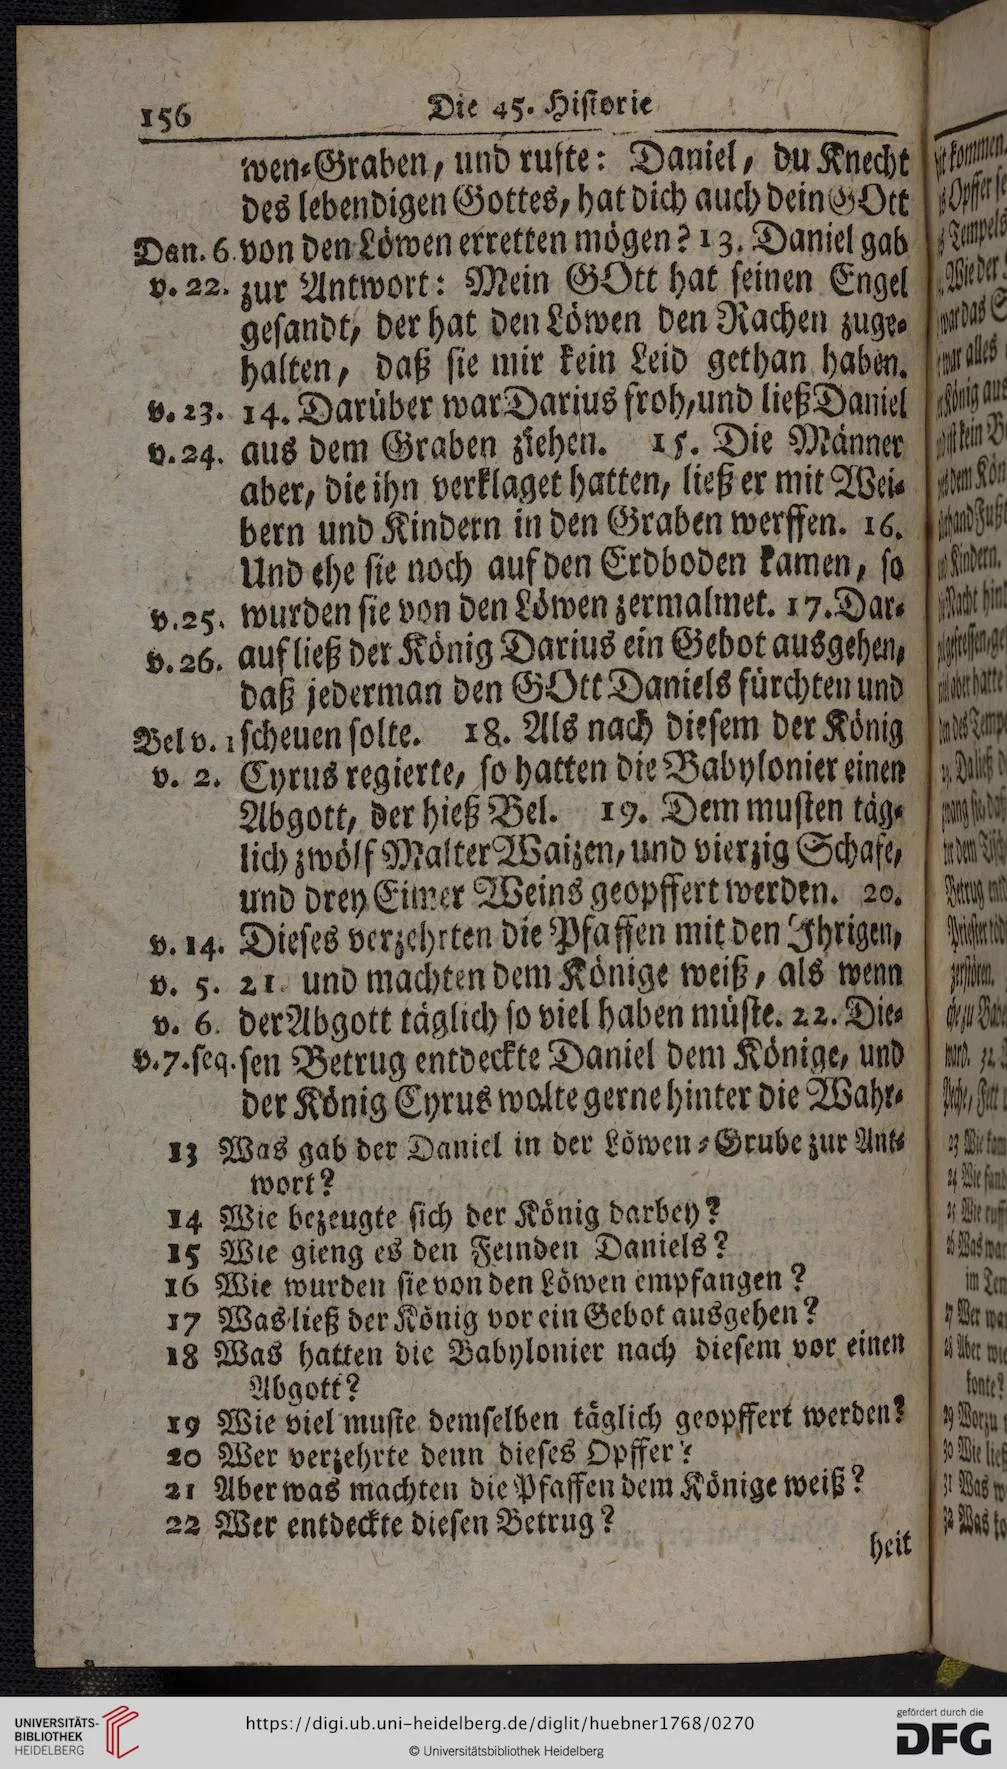 156 Die 45. Historie
wen-Graben, und rufte: Daniel, du Knecht
des lebendigen Gottes, hat dich auch dein GOtt
Dan. 6. von den Löwen erretten mögen? 13. Daniel gab
v. 22. zur Antwort: Mein GOtt hat seinen Engel
gesandt, der hat den Löwen den Rachen zuge-
halten, daß sie mir kein Leid gethan haben.
v. 23. 14. Darüber war Darius froh, und ließ Daniel
v. 24. aus dem Graben ziehen. 15. Die Männer
aber, die ihn verklaget hatten, ließ er mit Wei-
bern und Kindern in den Graben werffen. 16.
Und ehe sie noch auf den Erdboden kamen, so
v. 25. wurden sie von den Löwen zermalmet. 17. Dar-
v. 26. auf ließ der König Darius ein Gebot ausgehen,
daß jederman den GOtt Daniels fürchten und
Bel v. 1 scheuen solte. 18. Als nach diesem der König
v. 2. Cyrus regierte, so hatten die Babylonier einen
Abgott, der hieß Bel. 19. Dem musten täg-
lich zwölf Malter Waizen, und vierzig Schafe,
und drey Eimer Weins geopffert werden. 20.
v. 14. Dieses verzehrten die Pfaffen mit den Ihrigen,
v. 5. 21. und machten dem Könige weiß, als wenn
v. 6. der Abgott täglich so viel haben müste. 22. Die-
v. 7. seq. sen Betrug entdeckte Daniel dem Könige, und
der König Cyrus wolte gerne hinter die Wahr-
13 Was gab der Daniel in der Löwen-Grube zur Ant-
wort?
14 Wie bezeugte sich der König darbey?
15 Wie gieng es den Feinden Daniels?
16 Wie wurden sie von den Löwen empfangen?
17 Was ließ der König vor ein Gebot ausgehen?
18 Was hatten die Babylonier nach diesem vor einen
Abgott?
19 Wie viel muste demselben täglich geopffert werden?
20 Wer verzehrte denn dieses Opffer?
21 Aber was machten die Pfaffen dem Könige weiß?
22 Wer entdeckte diesen Betrug?
heit
UNIVERSITÄTS-
BIBLIOTHEK
HEIDELBERG
https://digi.ub.uni-heidelberg.de/diglit/huebner1768/0270
© Universitätsbibliothek Heidelberg
gefördert durch die
DFG